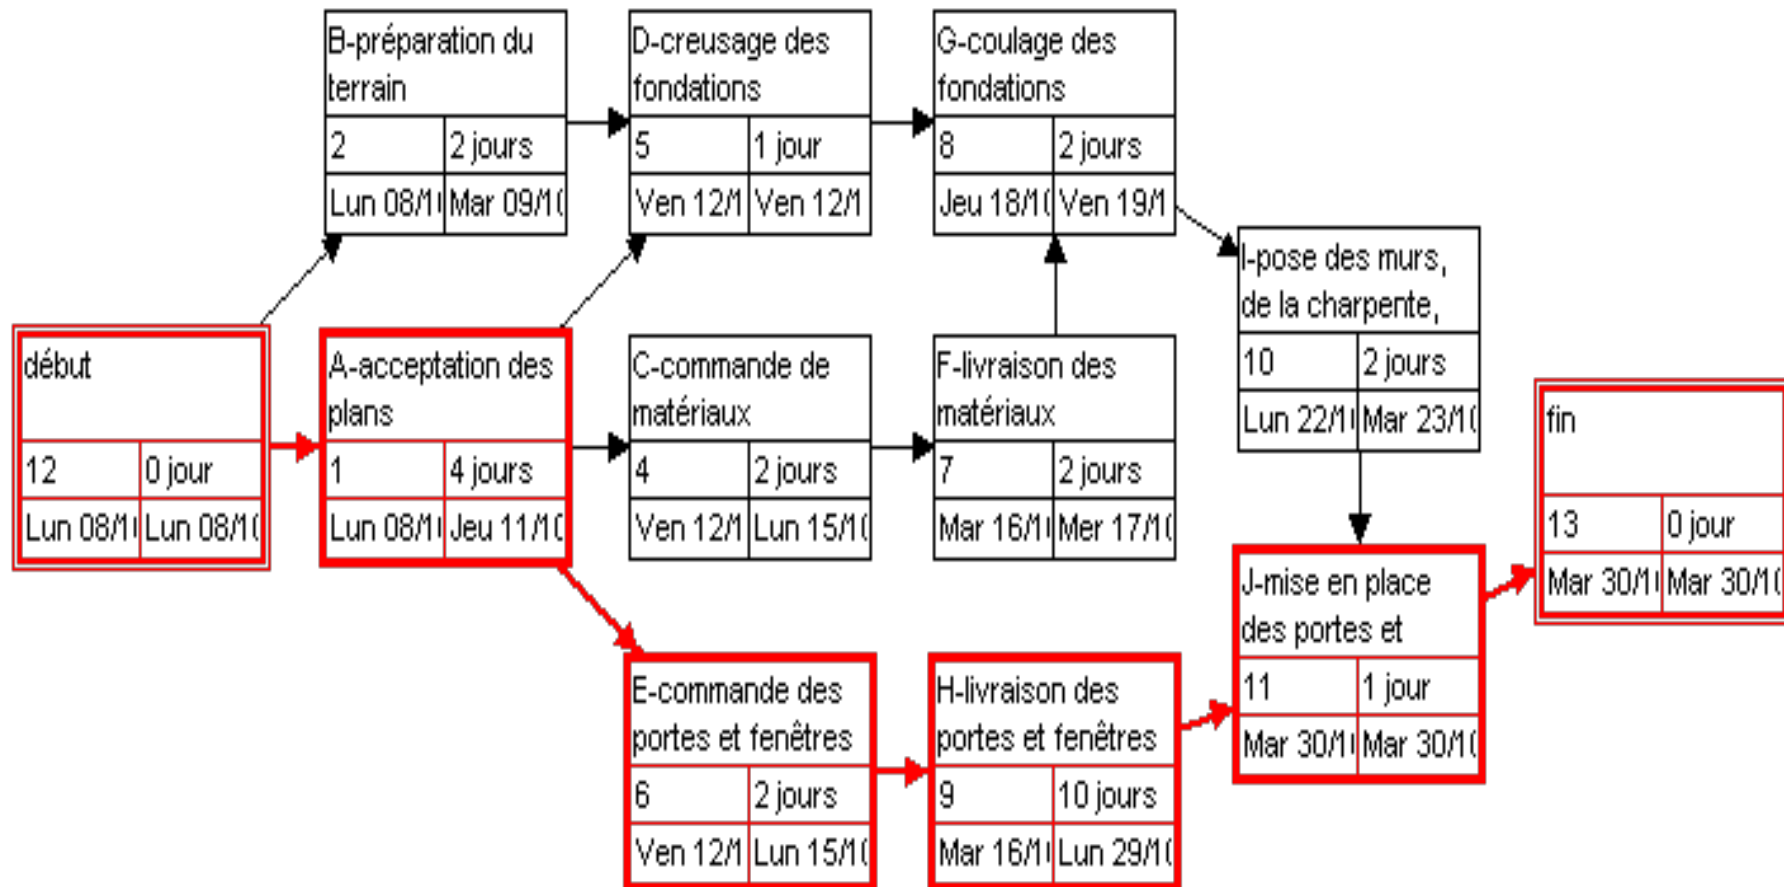 B-préparation du
terrain
2 2 jours
Lun 08/1 Mar 09/1
D-creusage des
fondations
5 1 jour
Ven 12/1 Ven 12/1
G-coulage des
fondations
8 2 jours
Jeu 18/1 Ven 19/1
I-pose des murs,
de la charpente,
10 2 jours
Lun 22/1 Mar 23/1
début
12 0 jour
Lun 08/1 Lun 08/1
A-acceptation des
plans
1 4 jours
Lun 08/1 Jeu 11/1
C-commande de
matériaux
4 2 jours
Ven 12/1 Lun 15/1
F-livraison des
matériaux
7 2 jours
Mar 16/1 Mer 17/1
fin
13 0 jour
Mar 30/1 Mar 30/1
J-mise en place
des portes et
11 1 jour
Mar 30/1 Mar 30/1
E-commande des
portes et fenêtres
6 2 jours
Ven 12/1 Lun 15/1
H-livraison des
portes et fenêtres
9 10 jours
Mar 16/1 Lun 29/1